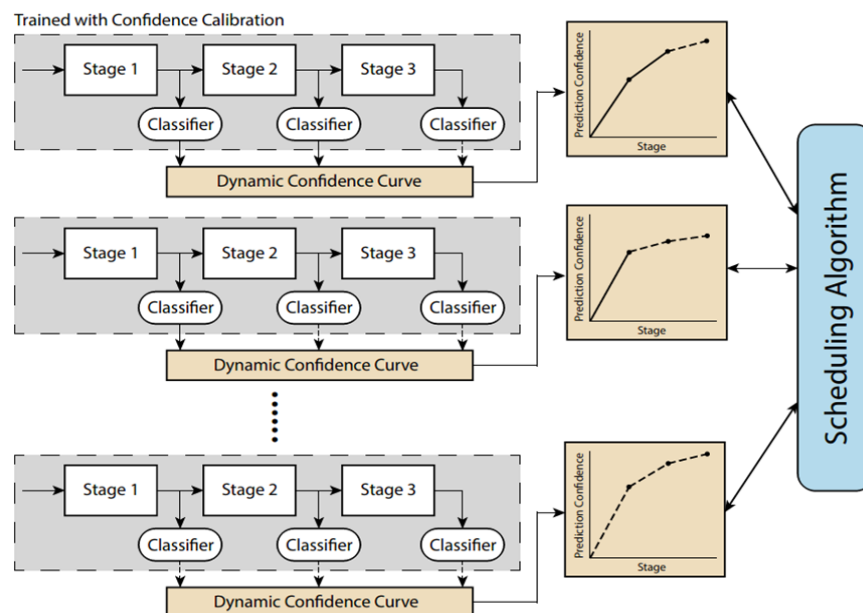 Trained with Confidence Calibration
Stage 1
Stage 2
Stage 3
Classifier
Classifier
Classifier
Dynamic Confidence Curve
Prediction Confidence
Stage
Stage 1
Stage 2
Stage 3
Classifier
Classifier
Classifier
Dynamic Confidence Curve
Prediction Confidence
Stage
Stage 1
Stage 2
Stage 3
Classifier
Classifier
Classifier
Dynamic Confidence Curve
Prediction Confidence
Stage
Scheduling Algorithm